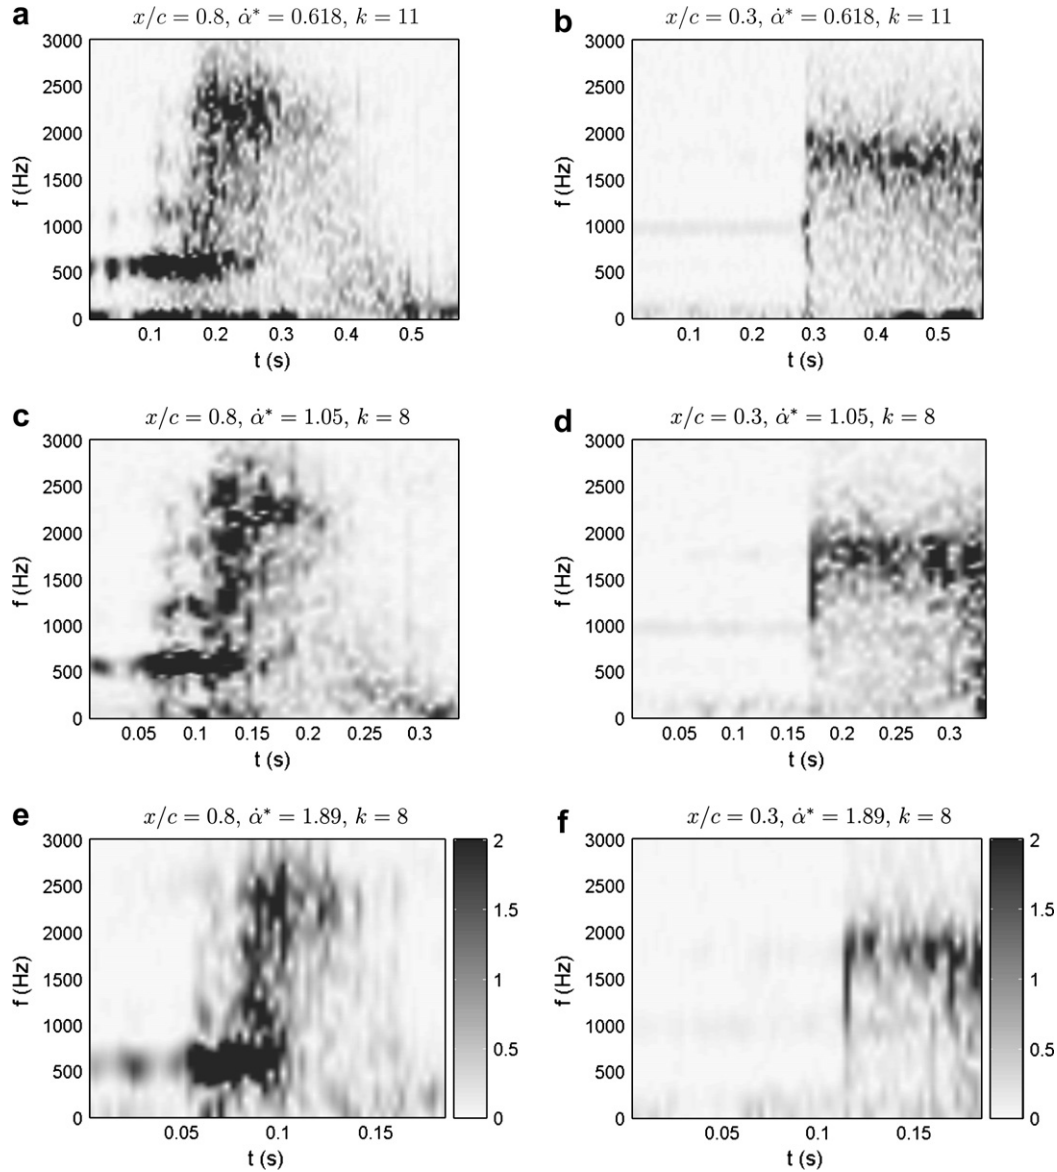 a
x/c = 0.8, α̇* = 0.618, k = 11
3000
2500
2000
1500
1000
500
0
f (Hz)
0.1 0.2 0.3 0.4 0.5
t (s)
b
x/c = 0.3, α̇* = 0.618, k = 11
3000
2500
2000
1500
1000
500
0
f (Hz)
0.1 0.2 0.3 0.4 0.5
t (s)
c
x/c = 0.8, α̇* = 1.05, k = 8
3000
2500
2000
1500
1000
500
0
f (Hz)
0.05 0.1 0.15 0.2 0.25 0.3
t (s)
d
x/c = 0.3, α̇* = 1.05, k = 8
3000
2500
2000
1500
1000
500
0
f (Hz)
0.05 0.1 0.15 0.2 0.25 0.3
t (s)
e
x/c = 0.8, α̇* = 1.89, k = 8
3000
2500
2000
1500
1000
500
0
f (Hz)
0.05 0.1 0.15
t (s)
2
1.5
1
0.5
0
f
x/c = 0.3, α̇* = 1.89, k = 8
3000
2500
2000
1500
1000
500
0
f (Hz)
0.05 0.1 0.15
t (s)
2
1.5
1
0.5
0